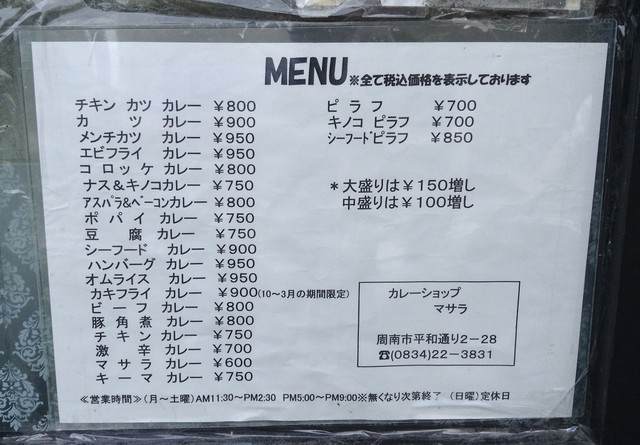 MENU※全て税込価格を表示しております
チキン カツ カレー ￥800
カ ツ カレー ￥900
メンチカツ カレー ￥950
エビフライ カレー ￥950
コロッケ カレー ￥800
ナス＆キノコカレー ￥750
ｱｽﾊﾟﾗ&ﾍﾞｰｺﾝカレー ￥800
ポパイ カレー ￥750
豆 腐 カレー ￥750
シーフード カレー ￥900
ハンバーグ カレー ￥950
オムライス カレー ￥950
カキフライ カレー ￥900(10～3月の期間限定)
ビーフ カレー ￥800
豚角煮 カレー ￥800
チキン カレー ￥750
激 辛 カレー ￥700
マサラ カレー ￥600
キーマ カレー ￥750
ピラフ ￥700
キノコ ピラフ ￥700
ｼｰﾌｰﾄﾞピラフ ￥850
＊大盛りは￥150増し
中盛りは￥100増し
カレーショップ
マサラ
周南市平和通り2－28
☎(0834)22－3831
≪営業時間≫(月～土曜)AM11:30～PM2:30 PM5:00～PM9:00※無くなり次第終了 (日曜)定休日